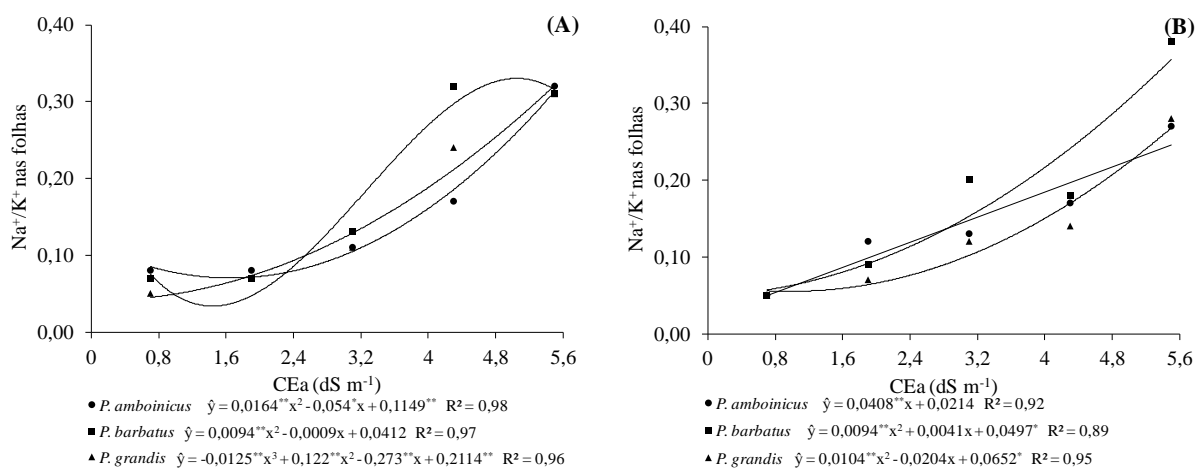 (A)
Na⁺/K⁺ nas folhas
0,40
0,30
0,20
0,10
0,00
0 0,8 1,6 2,4 3,2 4 4,8 5,6
CEa (dS m⁻¹)
● P. amboinicus ŷ = 0,0164**x² - 0,054*x + 0,1149** R² = 0,98
■ P. barbatus ŷ = 0,0094**x² - 0,0009x + 0,0412 R² = 0,97
▲ P. grandis ŷ = -0,0125**x³ + 0,122**x² - 0,273**x + 0,2114** R² = 0,96
(B)
Na⁺/K⁺ nas folhas
0,40
0,30
0,20
0,10
0,00
0 0,8 1,6 2,4 3,2 4 4,8 5,6
CEa (dS m⁻¹)
● P. amboinicus ŷ = 0,0408**x + 0,0214 R² = 0,92
■ P. barbatus ŷ = 0,0094**x² + 0,0041x + 0,0497* R² = 0,89
▲ P. grandis ŷ = 0,0104**x² - 0,0204x + 0,0652* R² = 0,95